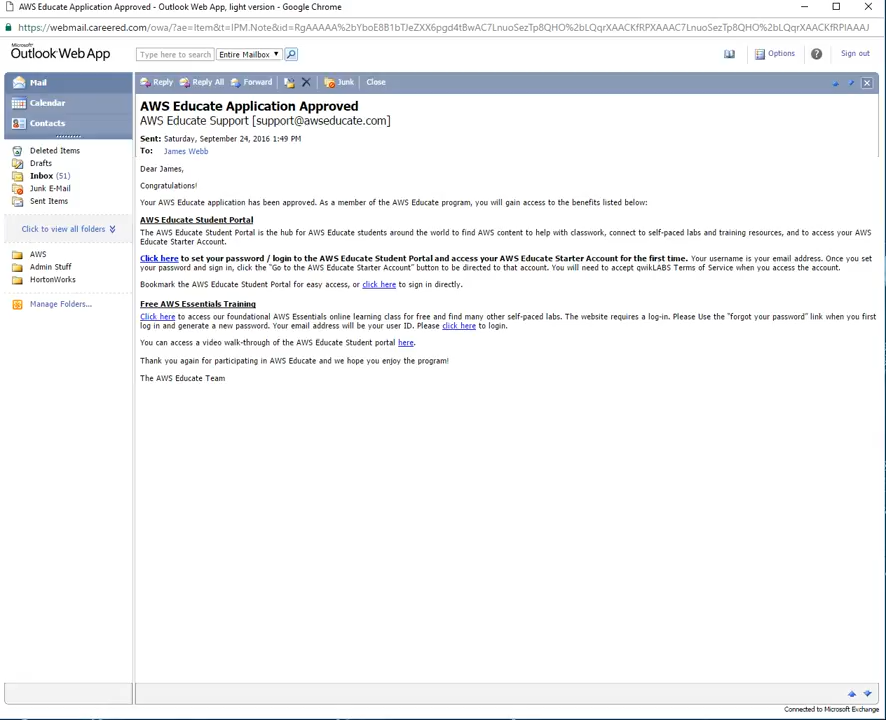 AWS Educate Application Approved - Outlook Web App, light version - Google Chrome
https://webmail.careered.com/owa/?ae=Item&t=IPM.Note&id=RgAAAAA%2bYboE8B1bTJeZXX6pgd4tBwAC7LnuoSezTp8QHO%2bLQqrXAACKfRPXAAAC7LnuoSezTp8QHO%2bLQqrXAACKfRPIAAAJ
Microsoft
Outlook Web App
Type here to search
Entire Mailbox
Options
Sign out
Mail
Calendar
Contacts
Deleted Items
Drafts
Inbox (51)
Junk E-Mail
Sent Items
Click to view all folders
AWS
Admin Stuff
HortonWorks
Manage Folders...
Reply Reply All Forward Junk Close
AWS Educate Application Approved
AWS Educate Support [support@awseducate.com]
Sent: Saturday, September 24, 2016 1:49 PM
To: James Webb
Dear James,
Congratulations!
Your AWS Educate application has been approved. As a member of the AWS Educate program, you will gain access to the benefits listed below:
AWS Educate Student Portal
The AWS Educate Student Portal is the hub for AWS Educate students around the world to find AWS content to help with classwork, connect to self-paced labs and training resources, and to access your AWS
Educate Starter Account.
Click here to set your password / login to the AWS Educate Student Portal and access your AWS Educate Starter Account for the first time. Your username is your email address. Once you set
your password and sign in, click the "Go to the AWS Educate Starter Account" button to be directed to that account. You will need to accept qwikLABS Terms of Service when you access the account.
Bookmark the AWS Educate Student Portal for easy access, or click here to sign in directly.
Free AWS Essentials Training
Click here to access our foundational AWS Essentials online learning class for free and find many other self-paced labs. The website requires a log-in. Please Use the "forgot your password" link when you first
log in and generate a new password. Your email address will be your user ID. Please click here to login.
You can access a video walk-through of the AWS Educate Student portal here.
Thank you again for participating in AWS Educate and we hope you enjoy the program!
The AWS Educate Team
Connected to Microsoft Exchange